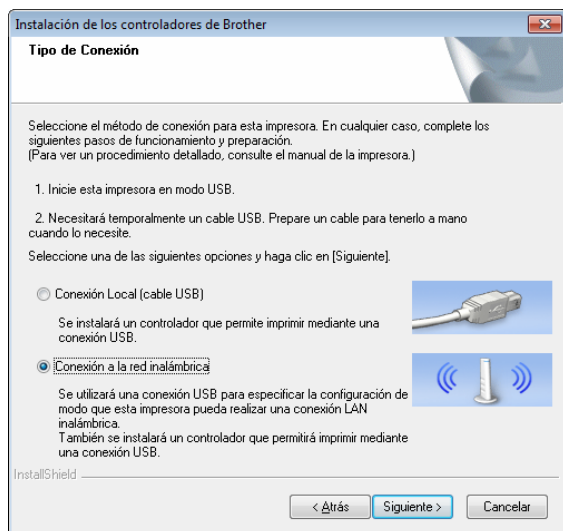 Instalación de los controladores de Brother
Tipo de Conexión
Seleccione el método de conexión para esta impresora. En cualquier caso, complete los
siguientes pasos de funcionamiento y preparación.
(Para ver un procedimiento detallado, consulte el manual de la impresora.)
1. Inicie esta impresora en modo USB.
2. Necesitará temporalmente un cable USB. Prepare un cable para tenerlo a mano
cuando lo necesite.
Seleccione una de las siguientes opciones y haga clic en [Siguiente].
Conexión Local (cable USB)
Se instalará un controlador que permite imprimir mediante una
conexión USB.
Conexión a la red inalámbrica
Se utilizará una conexión USB para especificar la configuración de
modo que esta impresora pueda realizar una conexión LAN
inalámbrica.
También se instalará un controlador que permitirá imprimir mediante
una conexión USB.
InstallShield
< Atrás Siguiente > Cancelar